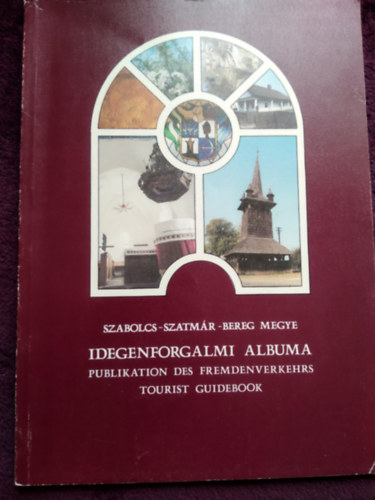 SZABOLCS-SZATMÁR-BEREG MEGYE
IDEGENFORGALMI ALBUMA
PUBLIKATION DES FREMDENVERKEHRS
TOURIST GUIDEBOOK